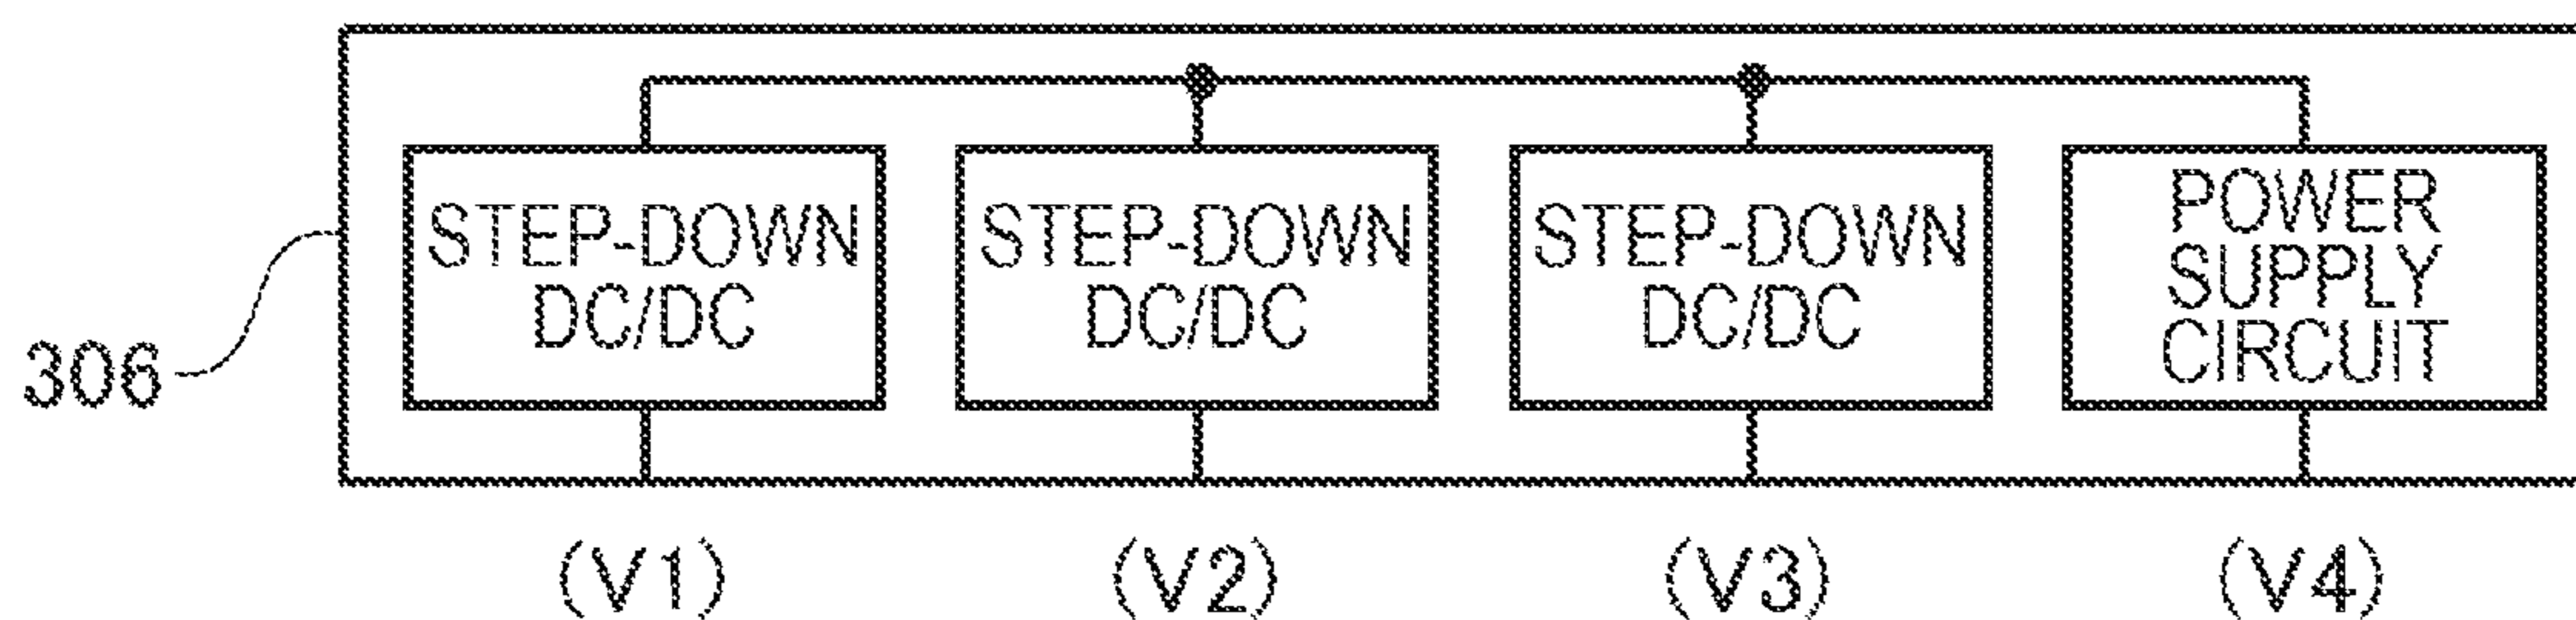 STEP-DOWN
DC/DC
STEP-DOWN
DC/DC
STEP-DOWN
DC/DC
POWER
SUPPLY
CIRCUIT
306
(V1)
(V2)
(V3)
(V4)